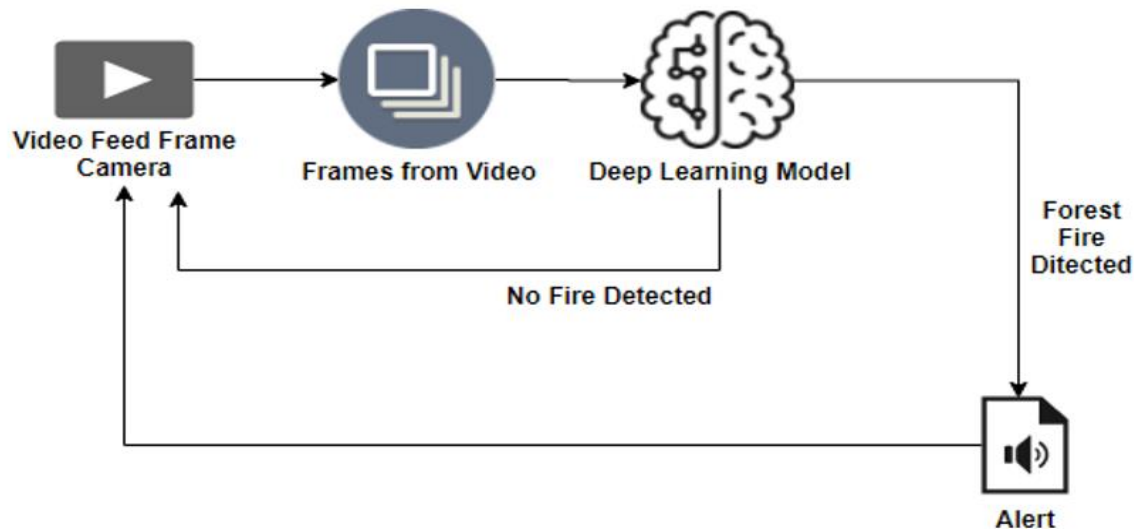 Video Feed Frame
Camera
Frames from Video
Deep Learning Model
Forest
Fire
Ditected
No Fire Detected
Alert